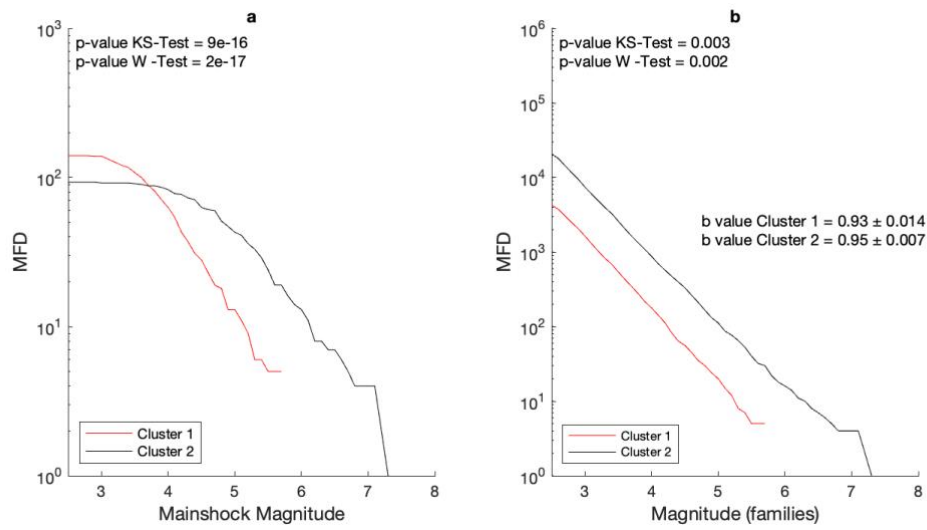 a
p-value KS-Test = 9e-16
p-value W -Test = 2e-17
10^3
10^2
10^1
10^0
MFD
3 4 5 6 7 8
Mainshock Magnitude
Cluster 1
Cluster 2
b
p-value KS-Test = 0.003
p-value W -Test = 0.002
10^6
10^5
10^4
10^3
10^2
10^1
10^0
MFD
b value Cluster 1 = 0.93 ± 0.014
b value Cluster 2 = 0.95 ± 0.007
3 4 5 6 7 8
Magnitude (families)
Cluster 1
Cluster 2